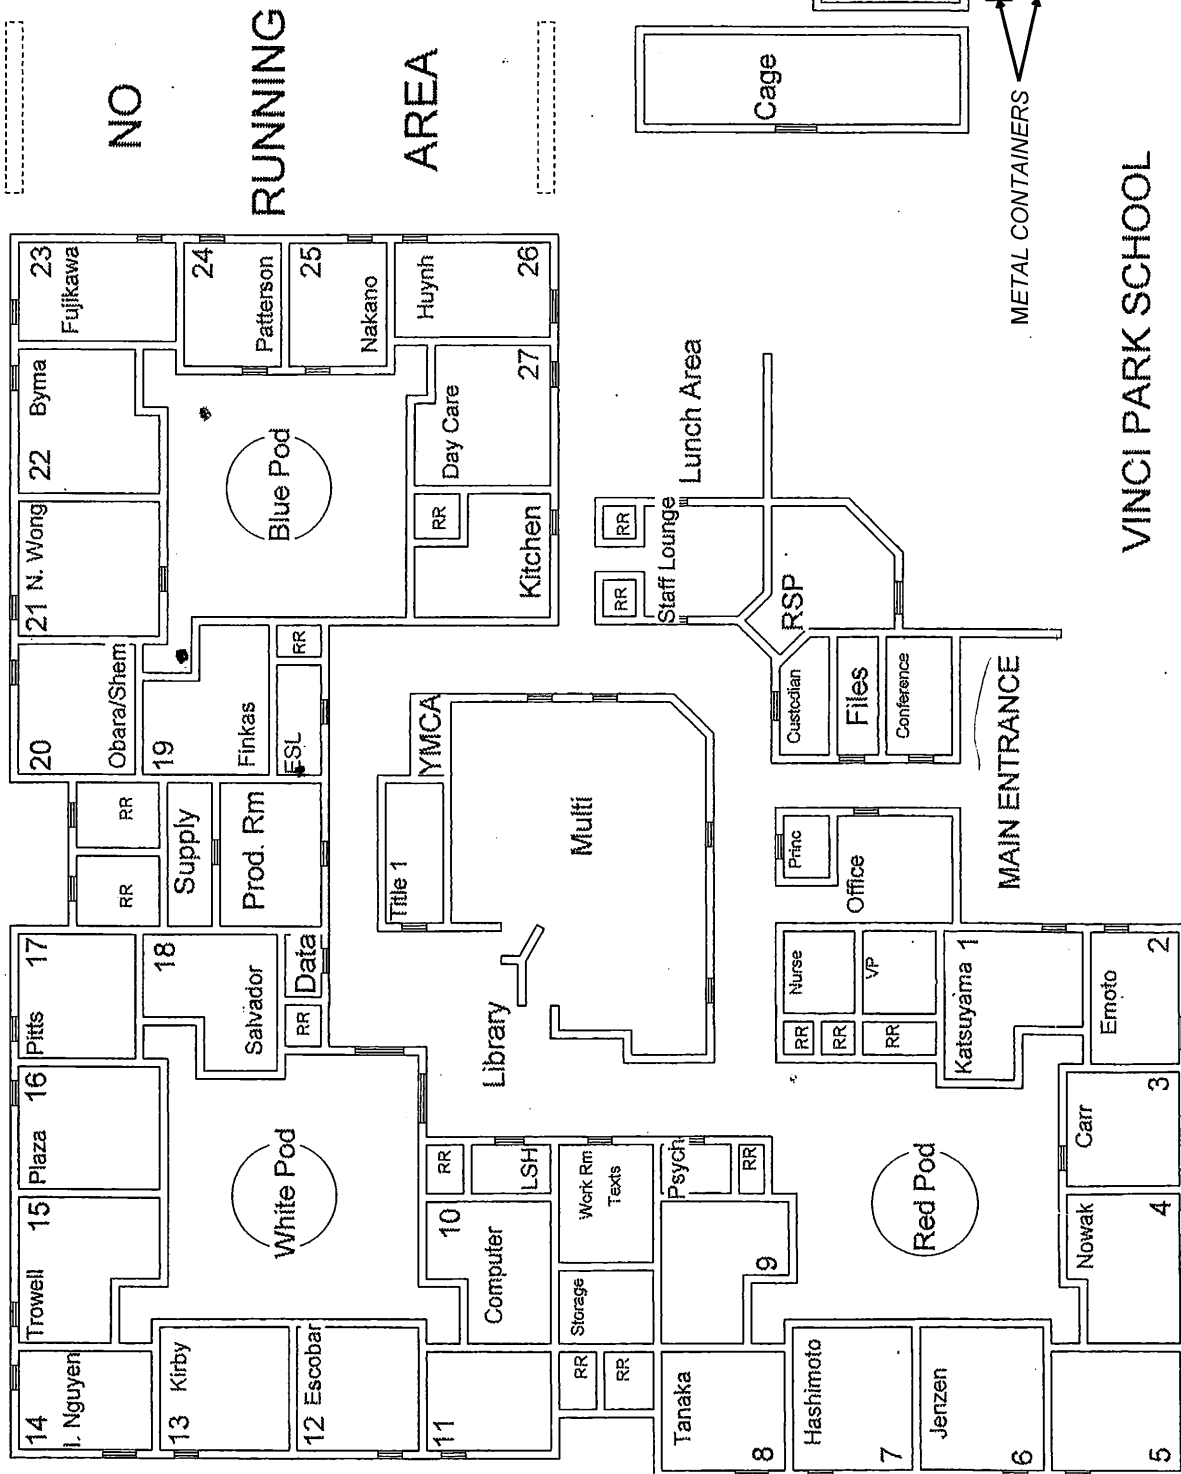 14
I. Nguyen
Trowell
15
Plaza
16
Pitts
17
18
Salvador
RR
Data
RR
RR
Supply
Prod. Rm
20
Obara/Shem
19
Finkas
ESL
RR
21 N. Wong
22 Byma
23
Fujikawa
24
Patterson
25
Nakano
Huynh
26
Day Care
27
RR
Kitchen
Blue Pod
NO
RUNNING
AREA
13 Kirby
12 Escobar
11
White Pod
10
Computer
RR
LSH
Library
Title 1
YMCA
Multi
Storage
Work Rm
Texts
RR
RR
Psych
RR
9
Tanaka
8
Hashimoto
7
Jenzen
6
5
Nowak
4
Carr
3
Emoto
2
Katsuyama 1
Red Pod
RR
RR
RR
Nurse
VP
Princ
Office
Custodian
Files
Conference
RSP
RR
RR
Staff Lounge
Lunch Area
Cage
METAL CONTAINERS
MAIN ENTRANCE
VINCI PARK SCHOOL